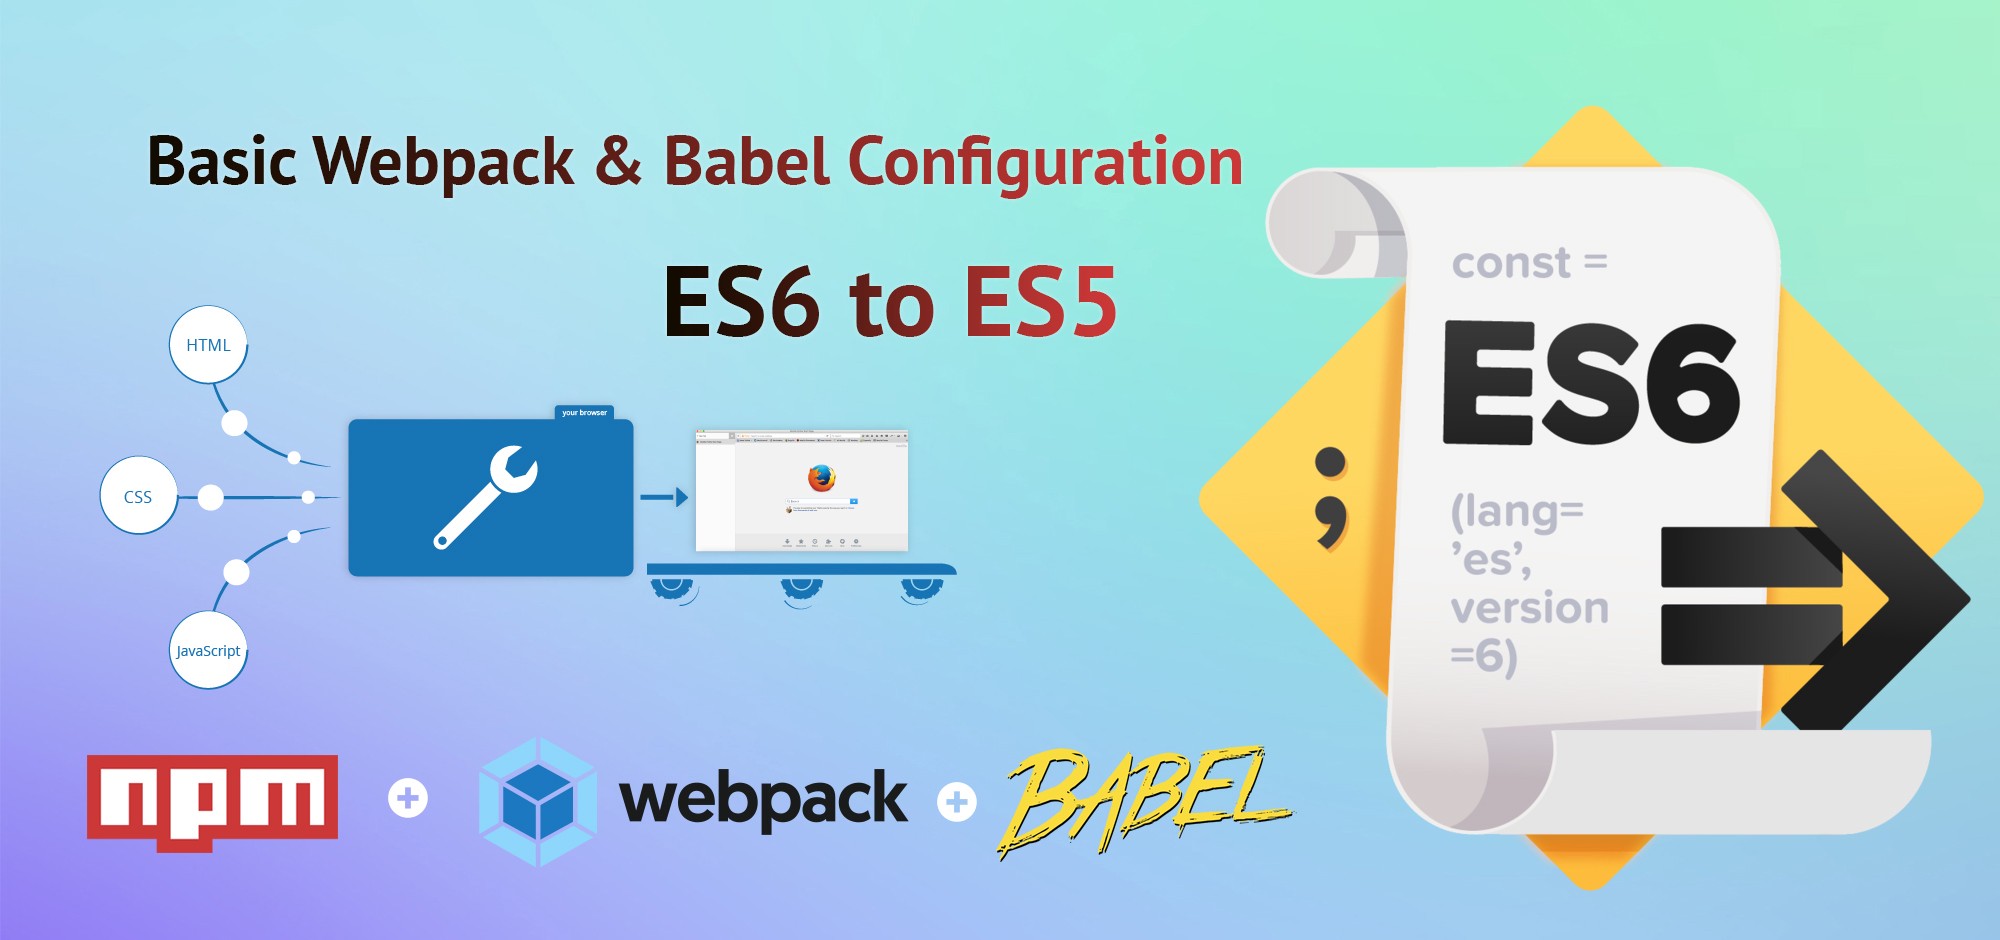 Basic Webpack & Babel Configuration
ES6 to ES5
HTML
CSS
JavaScript
your browser
npm
webpack
BABEL
const =
ES6
;
(lang=
’es’,
version
=6)